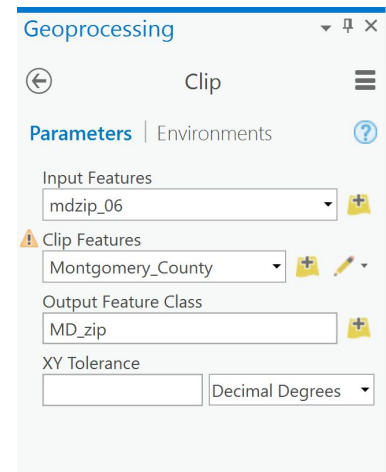 Geoprocessing
Clip
Parameters | Environments
Input Features
mdzip_06
Clip Features
Montgomery_County
Output Feature Class
MD_zip
XY Tolerance
Decimal Degrees